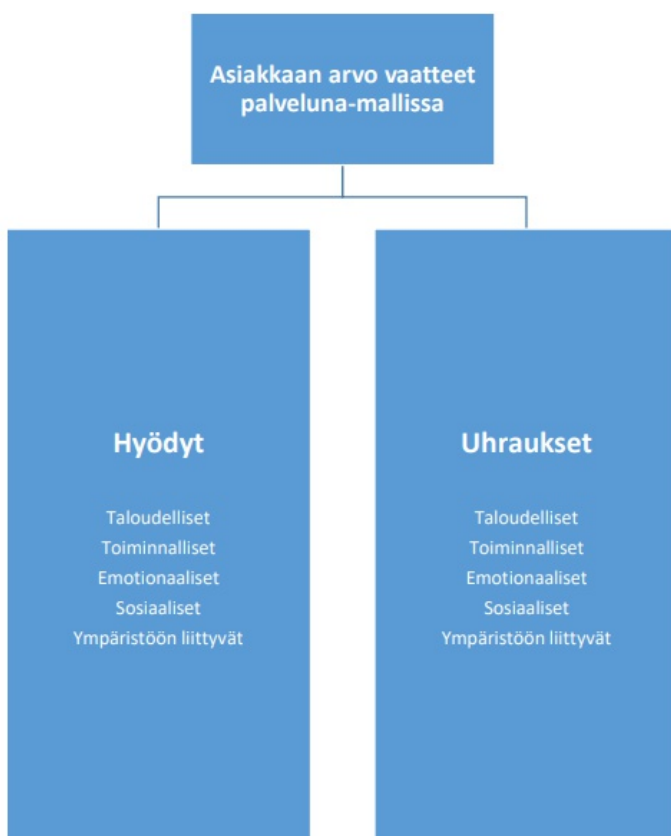 Asiakkaan arvo vaatteet
palveluna-mallissa
Hyödyt
Taloudelliset
Toiminnalliset
Emotionaaliset
Sosiaaliset
Ympäristöön liittyvät
Uhraukset
Taloudelliset
Toiminnalliset
Emotionaaliset
Sosiaaliset
Ympäristöön liittyvät